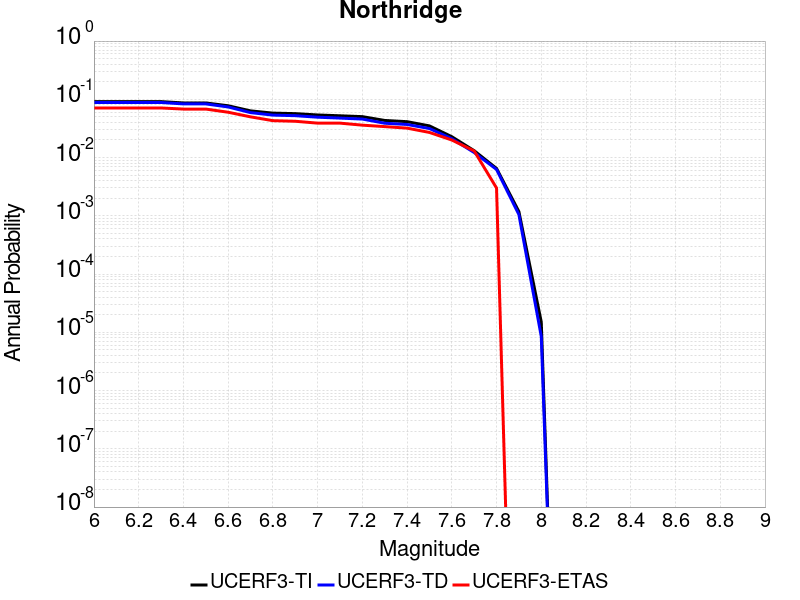 Northridge
Annual Probability
10^0
10^-1
10^-2
10^-3
10^-4
10^-5
10^-6
10^-7
10^-8
6 6.2 6.4 6.6 6.8 7 7.2 7.4 7.6 7.8 8 8.2 8.4 8.6 8.8 9
Magnitude
UCERF3-TI UCERF3-TD UCERF3-ETAS